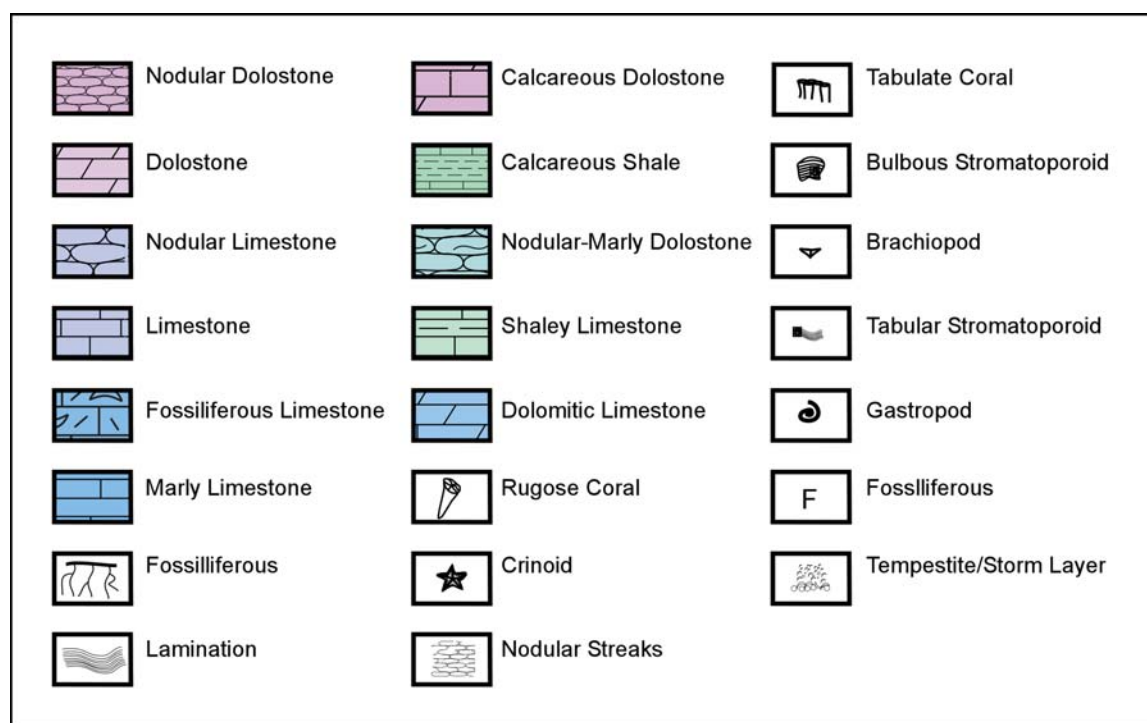 Nodular Dolostone
Dolostone
Nodular Limestone
Limestone
Fossiliferous Limestone
Marly Limestone
Fossilliferous
Lamination
Calcareous Dolostone
Calcareous Shale
Nodular-Marly Dolostone
Shaley Limestone
Dolomitic Limestone
Rugose Coral
Crinoid
Nodular Streaks
Tabulate Coral
Bulbous Stromatoporoid
Brachiopod
Tabular Stromatoporoid
Gastropod
F
Fosslliferous
Tempestite/Storm Layer